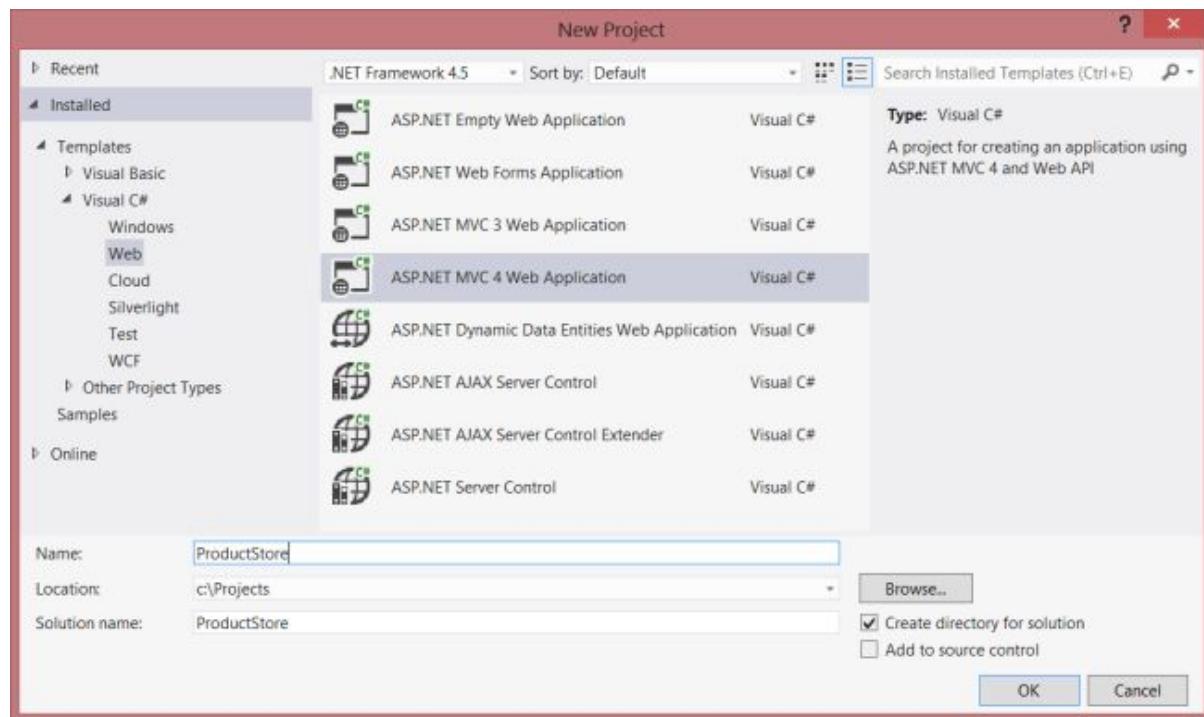 New Project
?
Recent
Installed
Templates
Visual Basic
Visual C#
Windows
Web
Cloud
Silverlight
Test
WCF
Other Project Types
Samples
Online
.NET Framework 4.5
Sort by: Default
Search Installed Templates (Ctrl+E)
ASP.NET Empty Web Application Visual C#
ASP.NET Web Forms Application Visual C#
ASP.NET MVC 3 Web Application Visual C#
ASP.NET MVC 4 Web Application Visual C#
ASP.NET Dynamic Data Entities Web Application Visual C#
ASP.NET AJAX Server Control Visual C#
ASP.NET AJAX Server Control Extender Visual C#
ASP.NET Server Control Visual C#
Type: Visual C#
A project for creating an application using
ASP.NET MVC 4 and Web API
Name: ProductStore
Location: c:\Projects
Browse...
Solution name: ProductStore
Create directory for solution
Add to source control
OK
Cancel